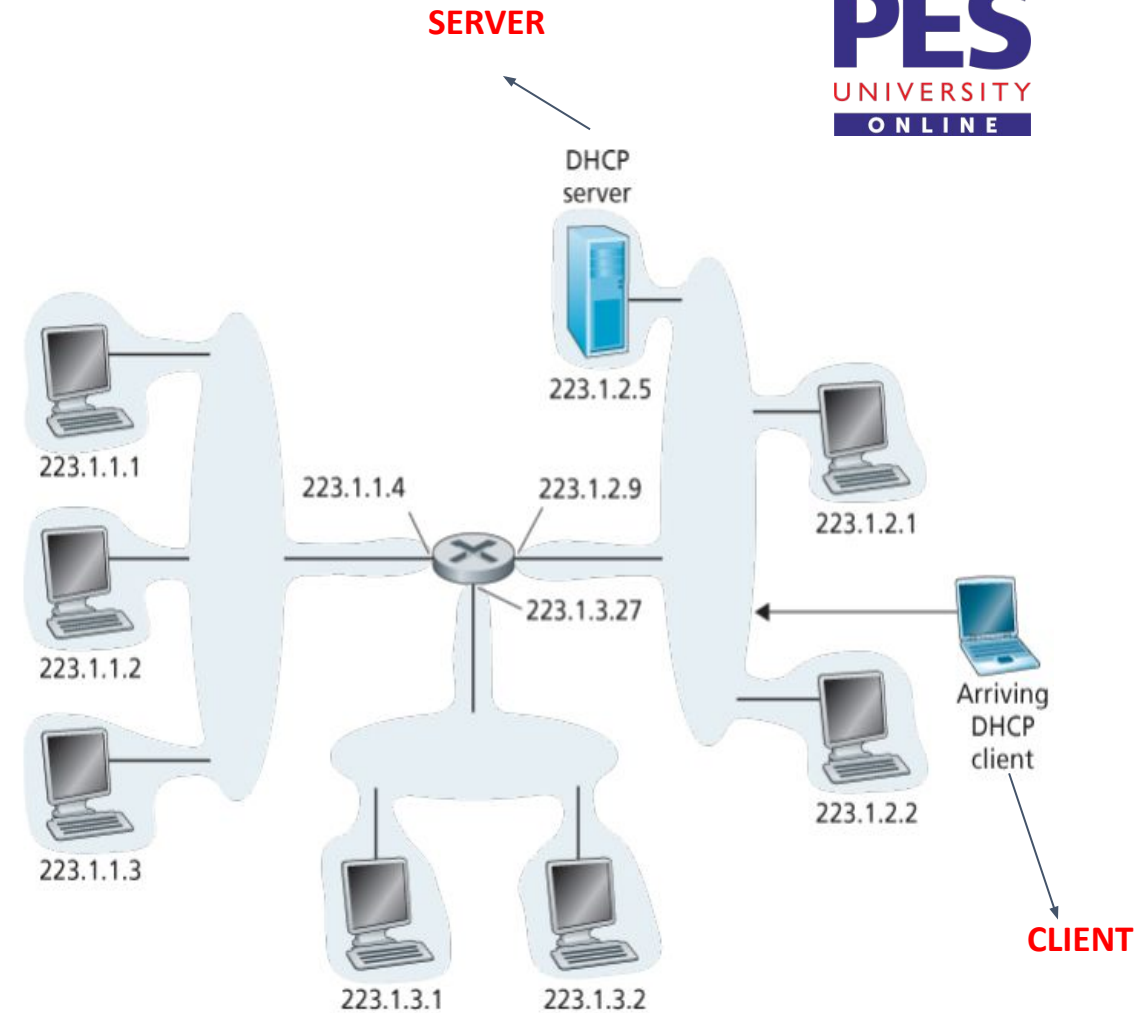 SERVER
PES
UNIVERSITY
ONLINE
DHCP
server
223.1.2.5
223.1.1.1
223.1.1.4
223.1.2.9
223.1.2.1
223.1.3.27
223.1.1.2
Arriving
DHCP
client
223.1.2.2
223.1.1.3
CLIENT
223.1.3.1
223.1.3.2